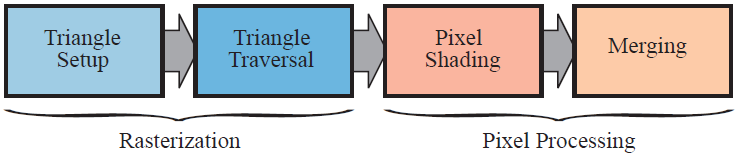 Triangle
Setup
Triangle
Traversal
Pixel
Shading
Merging
Rasterization
Pixel Processing